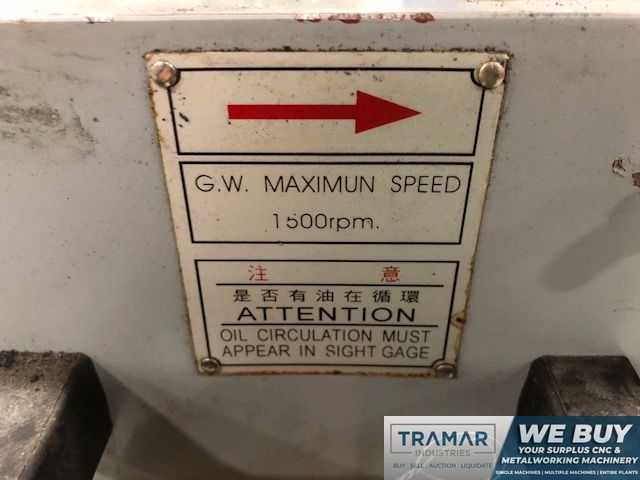 G.W. MAXIMUN SPEED
1500rpm.
注 意
是否有油在循環
ATTENTION
OIL CIRCULATION MUST
APPEAR IN SIGHT GAGE
TRAMAR
INDUSTRIES
BUY · SELL · AUCTION · LIQUIDATE
WE BUY
YOUR SURPLUS CNC &
METALWORKING MACHINERY
SINGLE MACHINES | MULTIPLE MACHINES | ENTIRE PLANTS